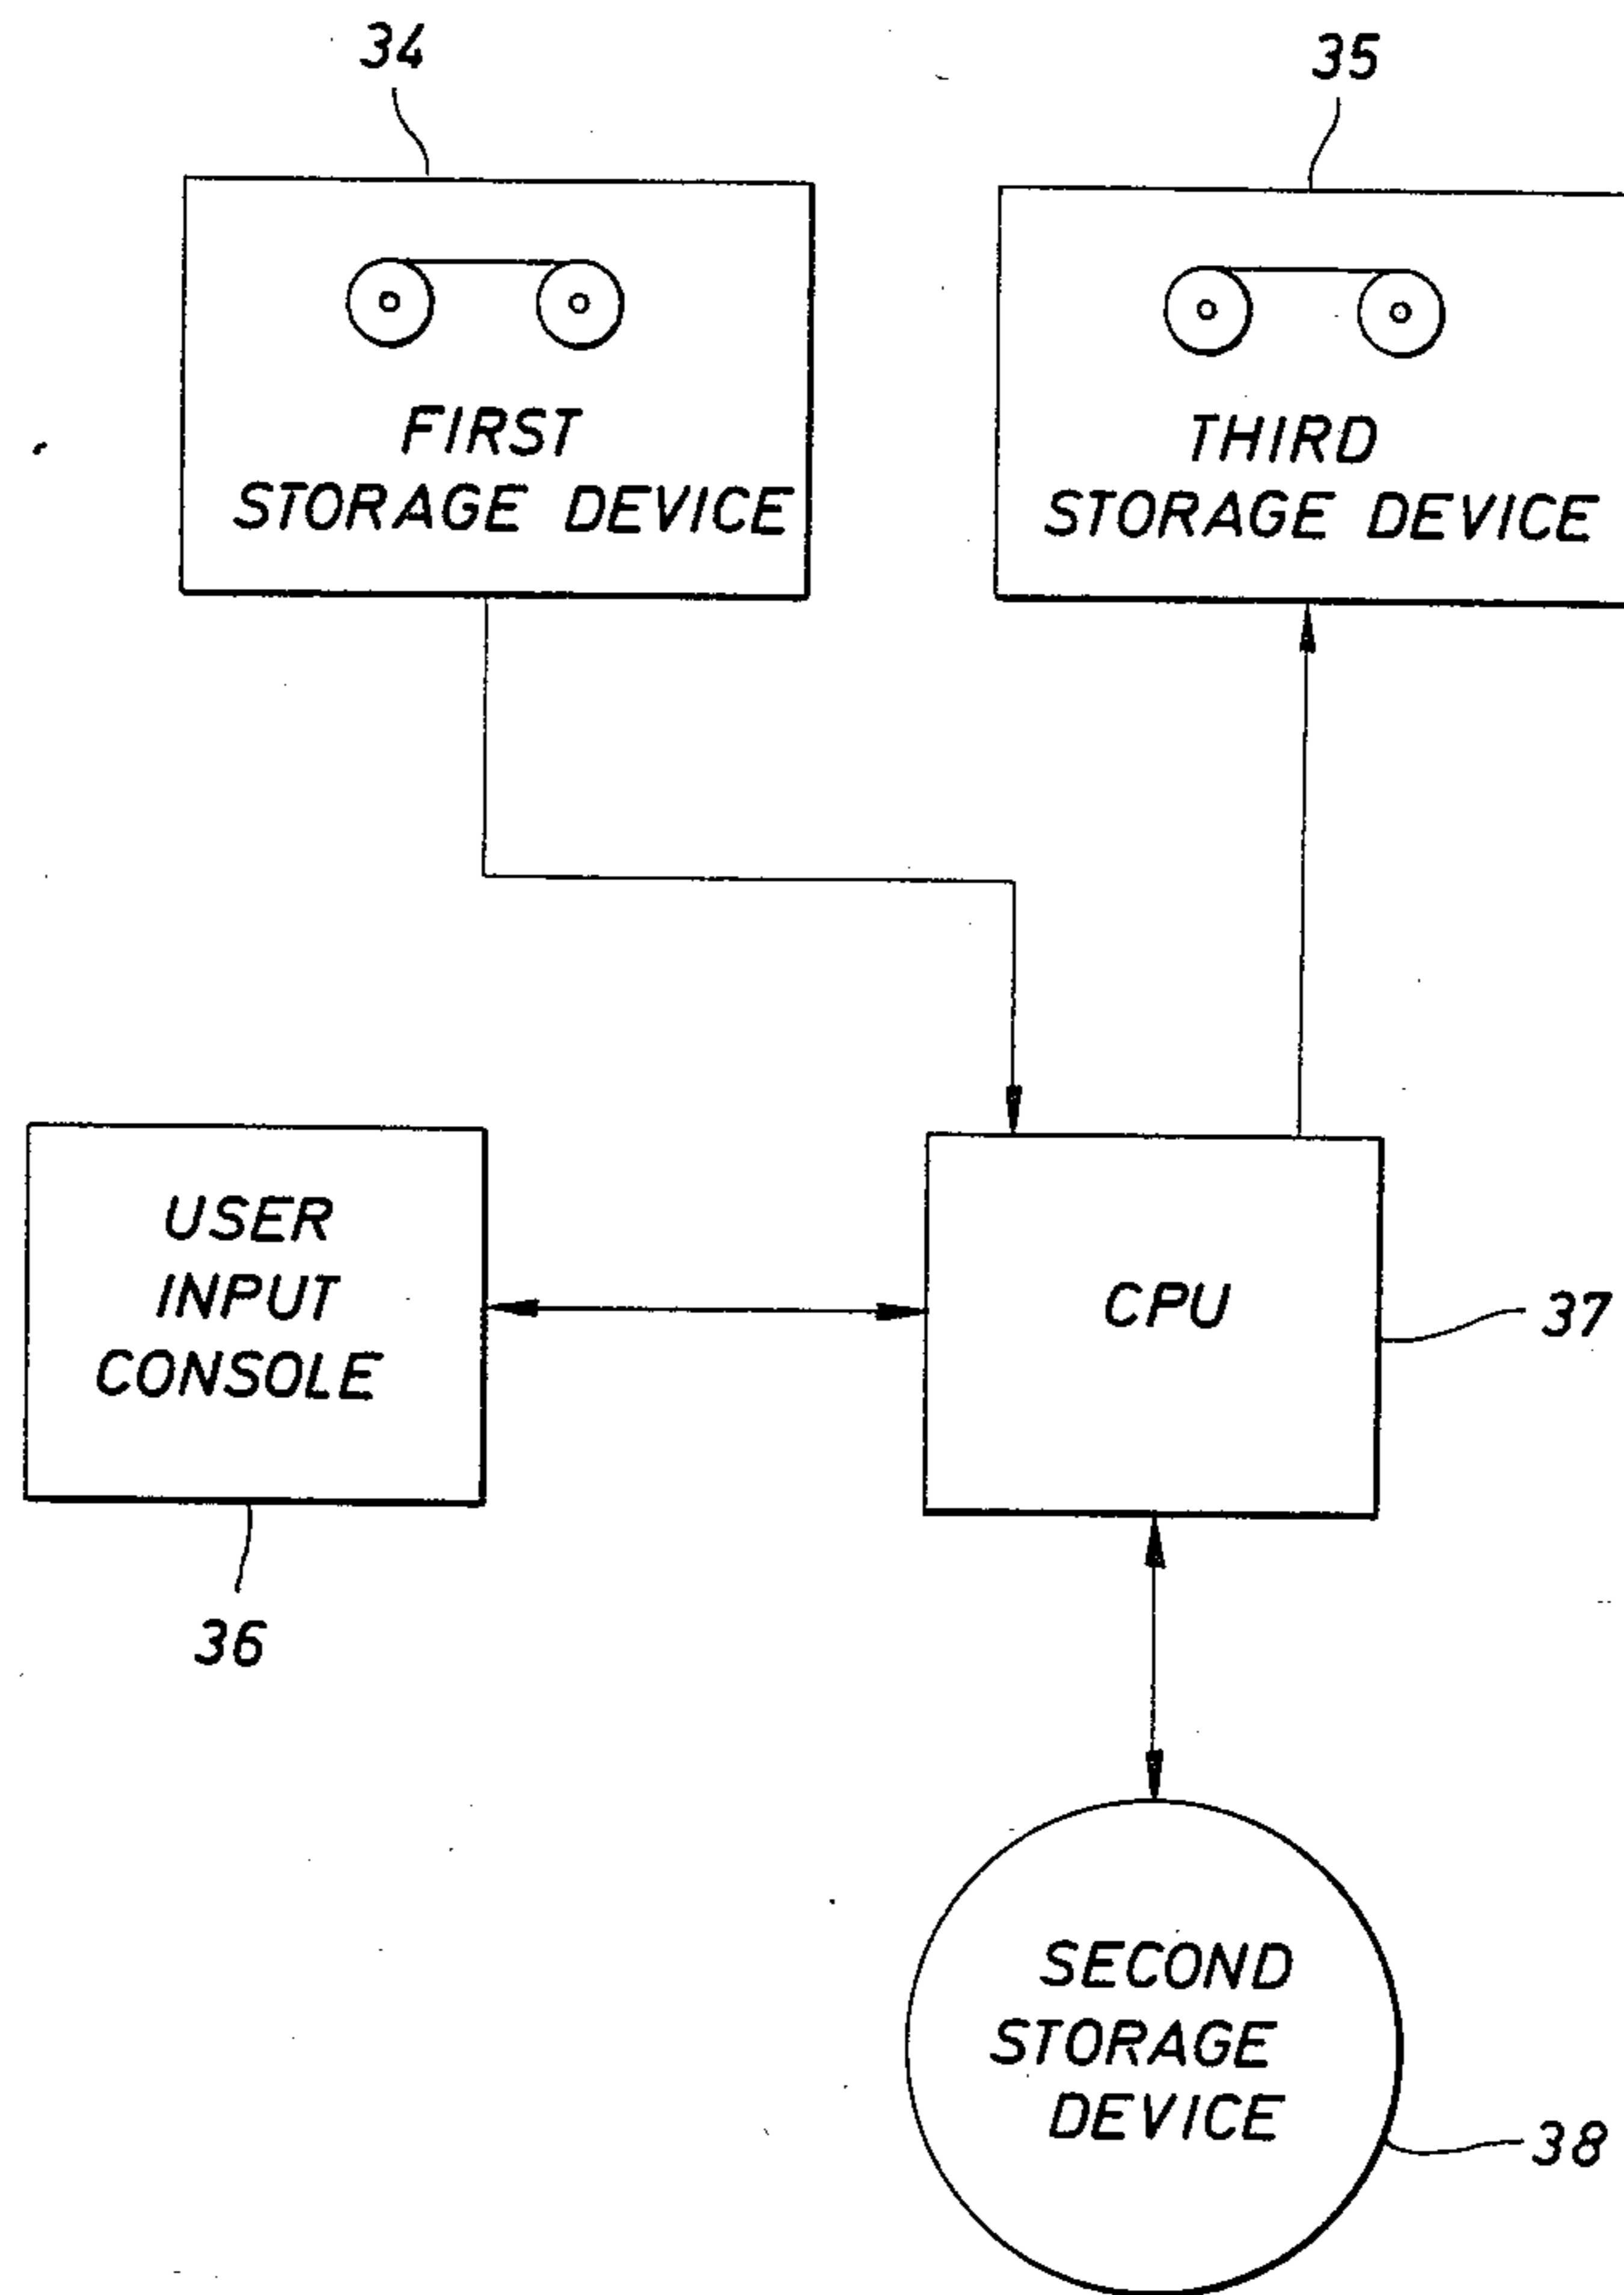 34
35
FIRST
STORAGE DEVICE
THIRD
STORAGE DEVICE
USER
INPUT
CONSOLE
CPU
37
36
SECOND
STORAGE
DEVICE
38